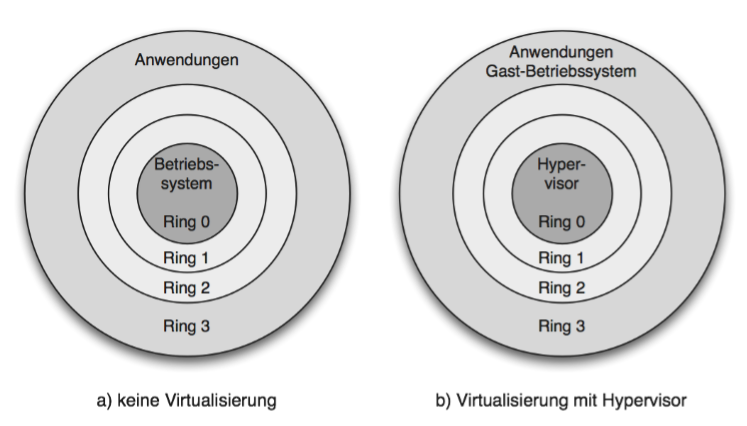 Anwendungen
Betriebs-
system
Ring 0
Ring 1
Ring 2
Ring 3
a) keine Virtualisierung
Anwendungen
Gast-Betriebssystem
Hyper-
visor
Ring 0
Ring 1
Ring 2
Ring 3
b) Virtualisierung mit Hypervisor